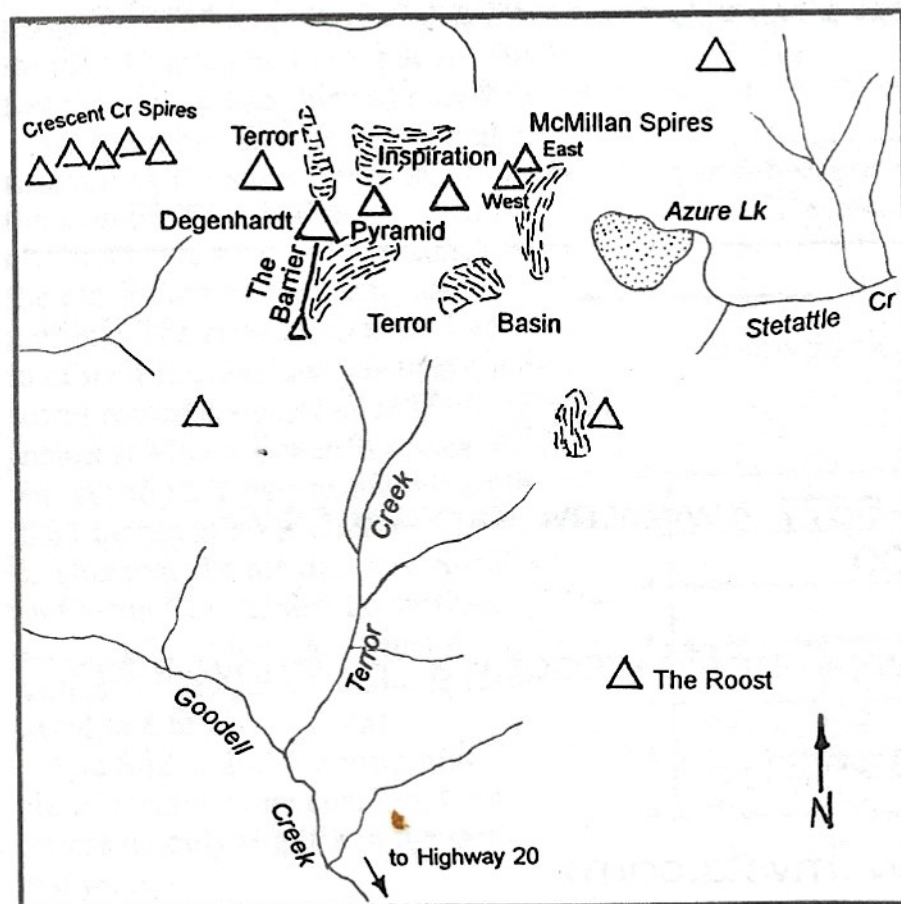 Crescent Cr Spires
Terror
Inspiration
McMillan Spires
East
West
Degenhardt
Pyramid
Azure Lk
The
Barrier
Terror Basin
Stefattle Cr
Creek
Terror
The Roost
Goodell
Creek
N
to Highway 20